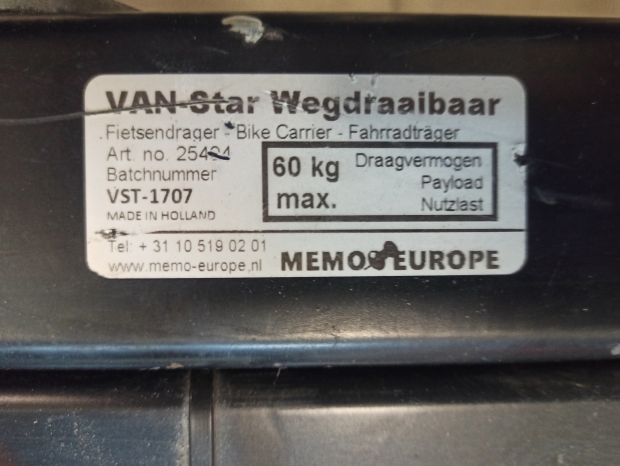 VAN-Star Wegdraaibaar
Fietsendrager - Bike Carrier - Fahrradträger
Art. no.
Batchnummer
VST-1707
MADE IN HOLLAND
60 kg
max.
Draagvermogen
Payload
Nutzlast
Tel: + 31 10 519 02 01
www.memo-europe.nl
MEMO EUROPE